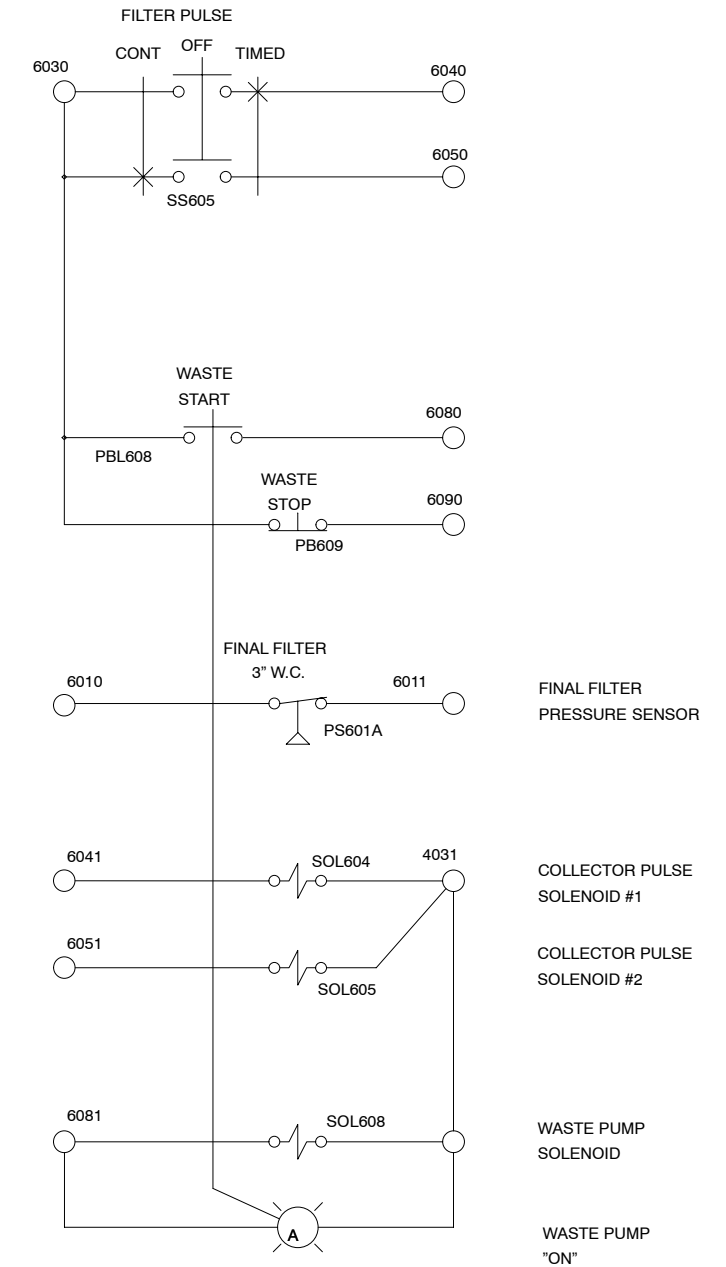 FILTER PULSE
CONT
OFF
TIMED
6030
6040
6050
SS605
WASTE
START
6080
PBL608
WASTE
STOP
6090
PB609
FINAL FILTER
3" W.C.
6010
6011
PS601A
FINAL FILTER
PRESSURE SENSOR
6041
SOL604
4031
COLLECTOR PULSE
SOLENOID #1
6051
SOL605
COLLECTOR PULSE
SOLENOID #2
6081
SOL608
WASTE PUMP
SOLENOID
A
WASTE PUMP
"ON"